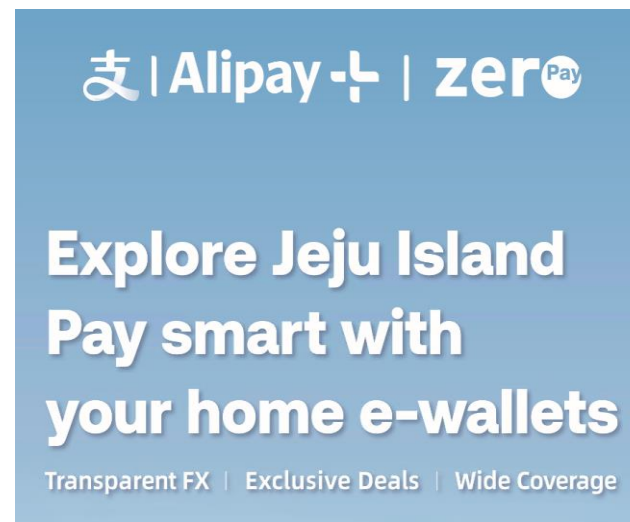 支 | Alipay+ | zero Pay
Explore Jeju Island
Pay smart with
your home e-wallets
Transparent FX | Exclusive Deals | Wide Coverage